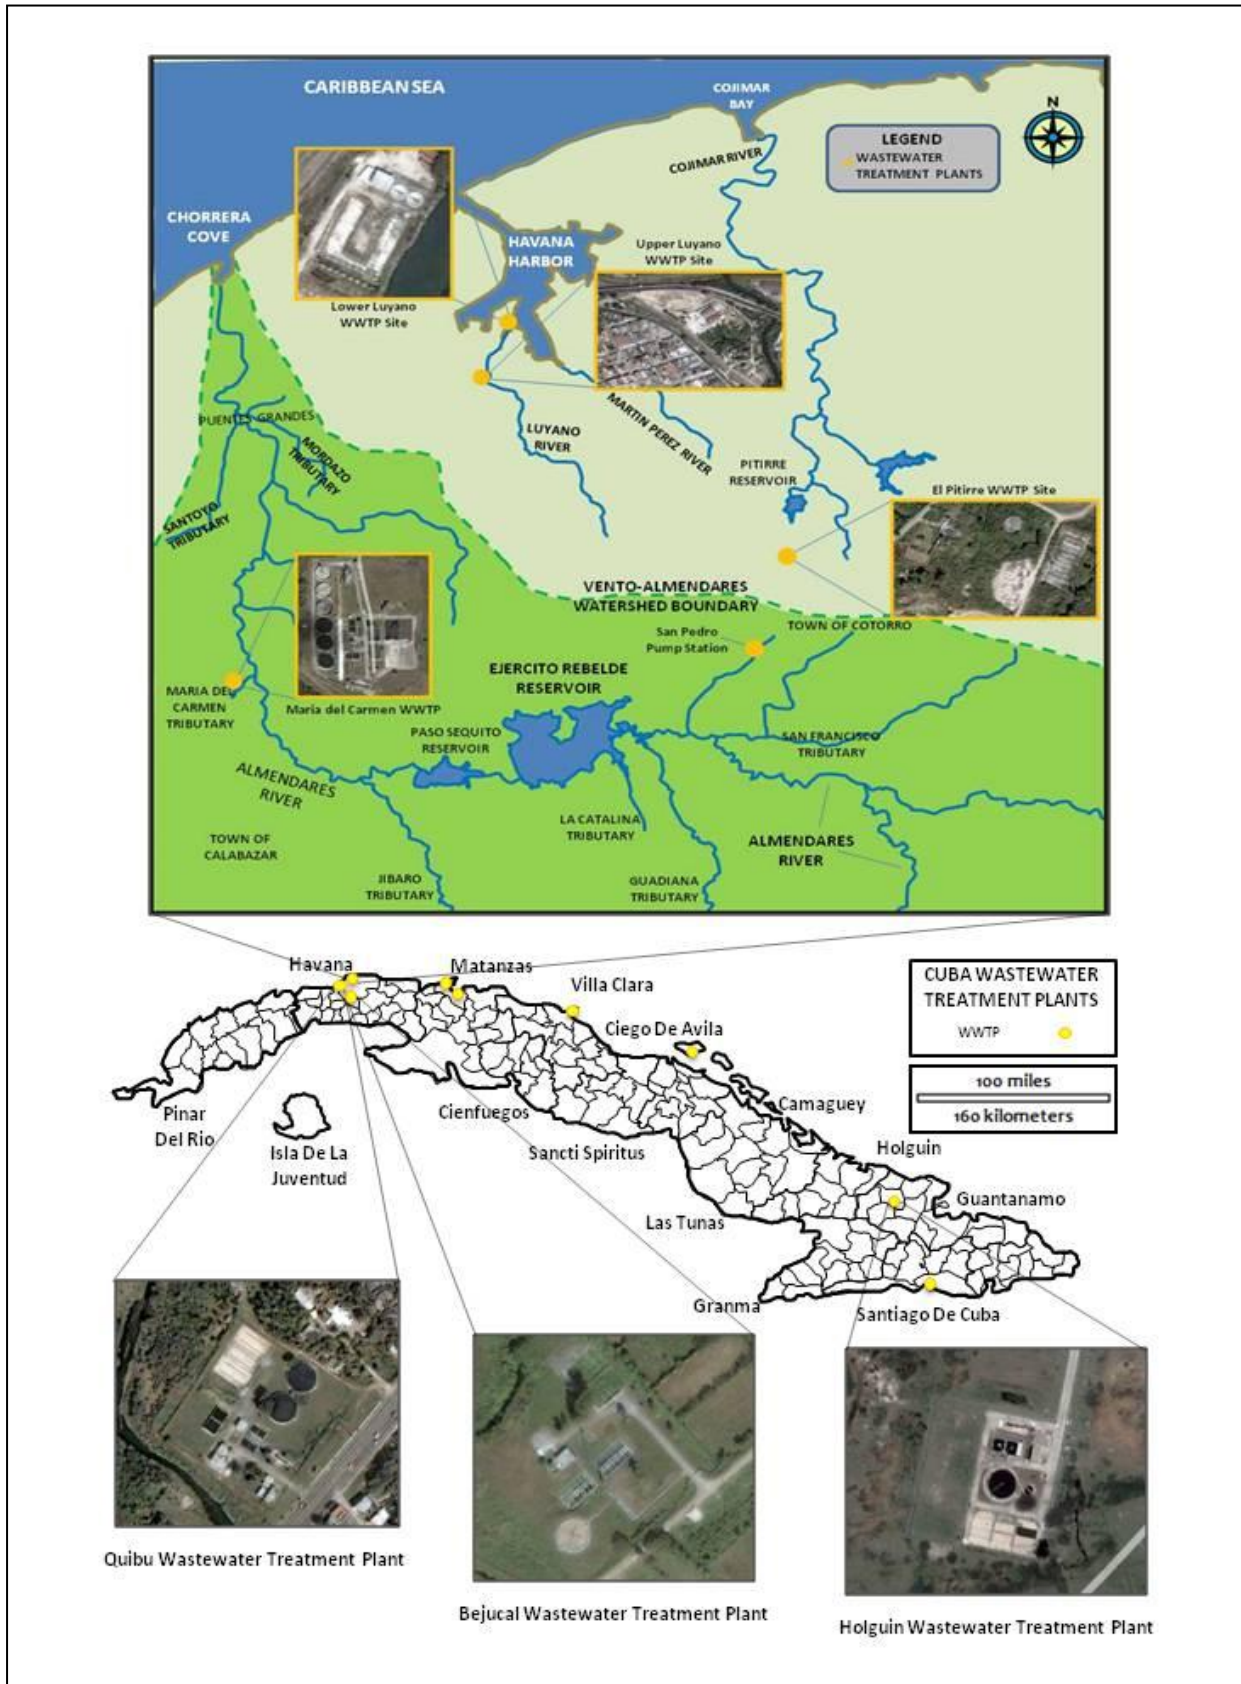 CARIBBEAN SEA
COJIMAR
BAY
N
LEGEND
WASTEWATER
TREATMENT PLANTS
COJIMAR RIVER
CHORRERA
COVE
HAVANA
HARBOR
Upper Luyano
WWTP Site
Lower Luyano
WWTP Site
PUENTES GRANDES
MORDAZO
TRIBUTARY
LUYANO
RIVER
MARTIN PEREZ RIVER
PITIRRE
RESERVOIR
El Pitirre WWTP Site
SANTOYO
TRIBUTARY
VENTO-ALMENDARES
WATERSHED BOUNDARY
TOWN OF COTORRO
San Pedro
Pump Station
EJERCITO REBELDE
RESERVOIR
MARIA DEL
CARMEN
TRIBUTARY
Maria del Carmen WWTP
PASO SEQUITO
RESERVOIR
SAN FRANCISCO
TRIBUTARY
ALMENDARES
RIVER
LA CATALINA
TRIBUTARY
TOWN OF
CALABAZAR
ALMENDARES
RIVER
JIBARO
TRIBUTARY
GUADIANA
TRIBUTARY
Havana
Matanzas
Villa Clara
Ciego De Avila
CUBA WASTEWATER
TREATMENT PLANTS
WWTP
100 miles
160 kilometers
Pinar
Del Rio
Isla De La
Juventud
Cienfuegos
Sancti Spiritus
Camaguey
Holguin
Guantanamo
Las Tunas
Granma
Santiago De Cuba
Quibu Wastewater Treatment Plant
Bejucal Wastewater Treatment Plant
Holguin Wastewater Treatment Plant